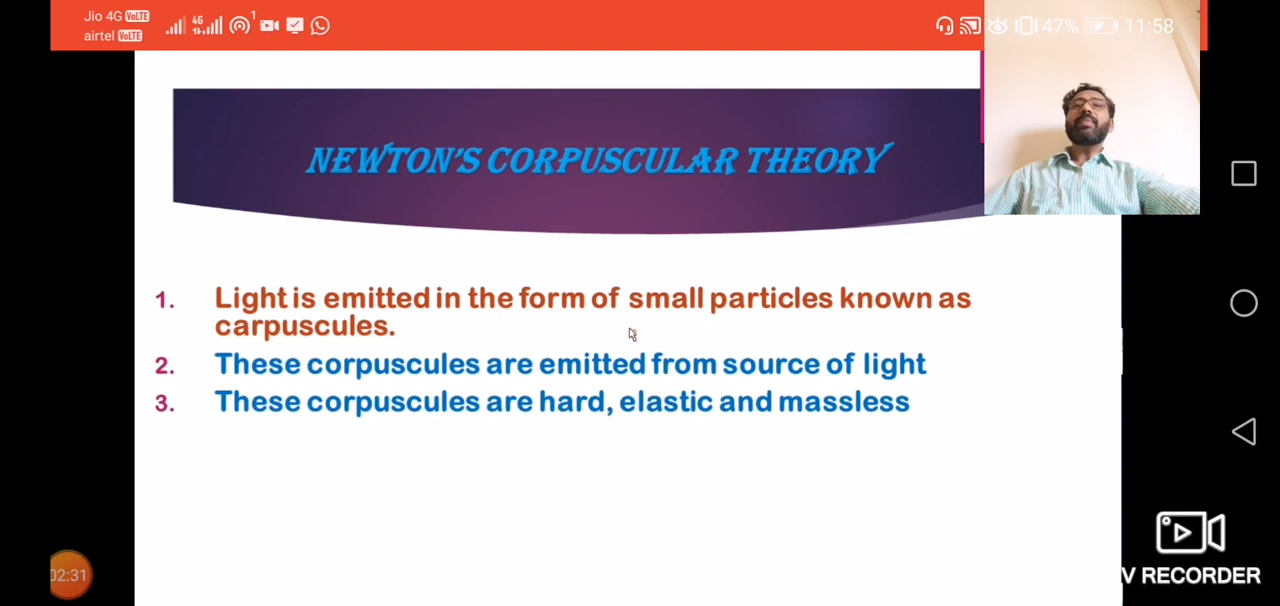 Jio 4G VoLTE
airtel VoLTE
4G
1
47%
11:58
NEWTON'S CORPUSCULAR THEORY
1. Light is emitted in the form of small particles known as
carpuscules.
2. These corpuscules are emitted from source of light
3. These corpuscules are hard, elastic and massless
02:31
V RECORDER